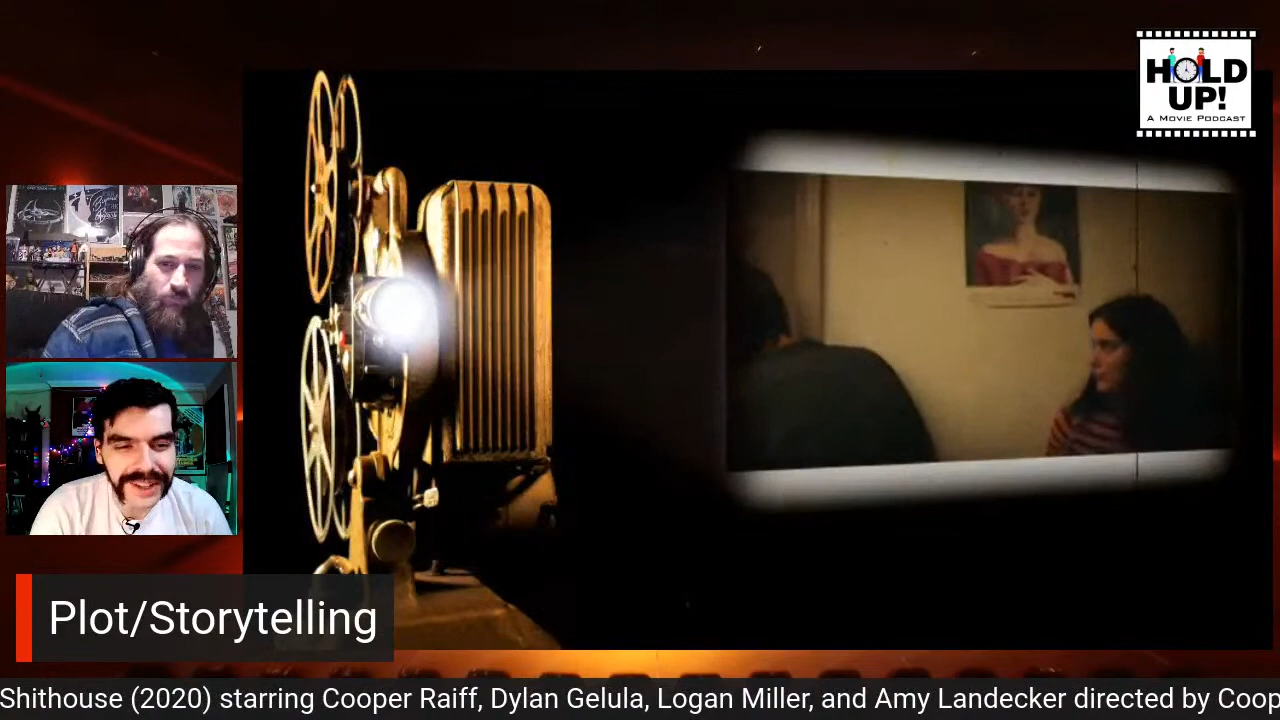 HOLD
UP!
A Movie Podcast
Plot/Storytelling
Shithouse (2020) starring Cooper Raiff, Dylan Gelula, Logan Miller, and Amy Landecker directed by Coop